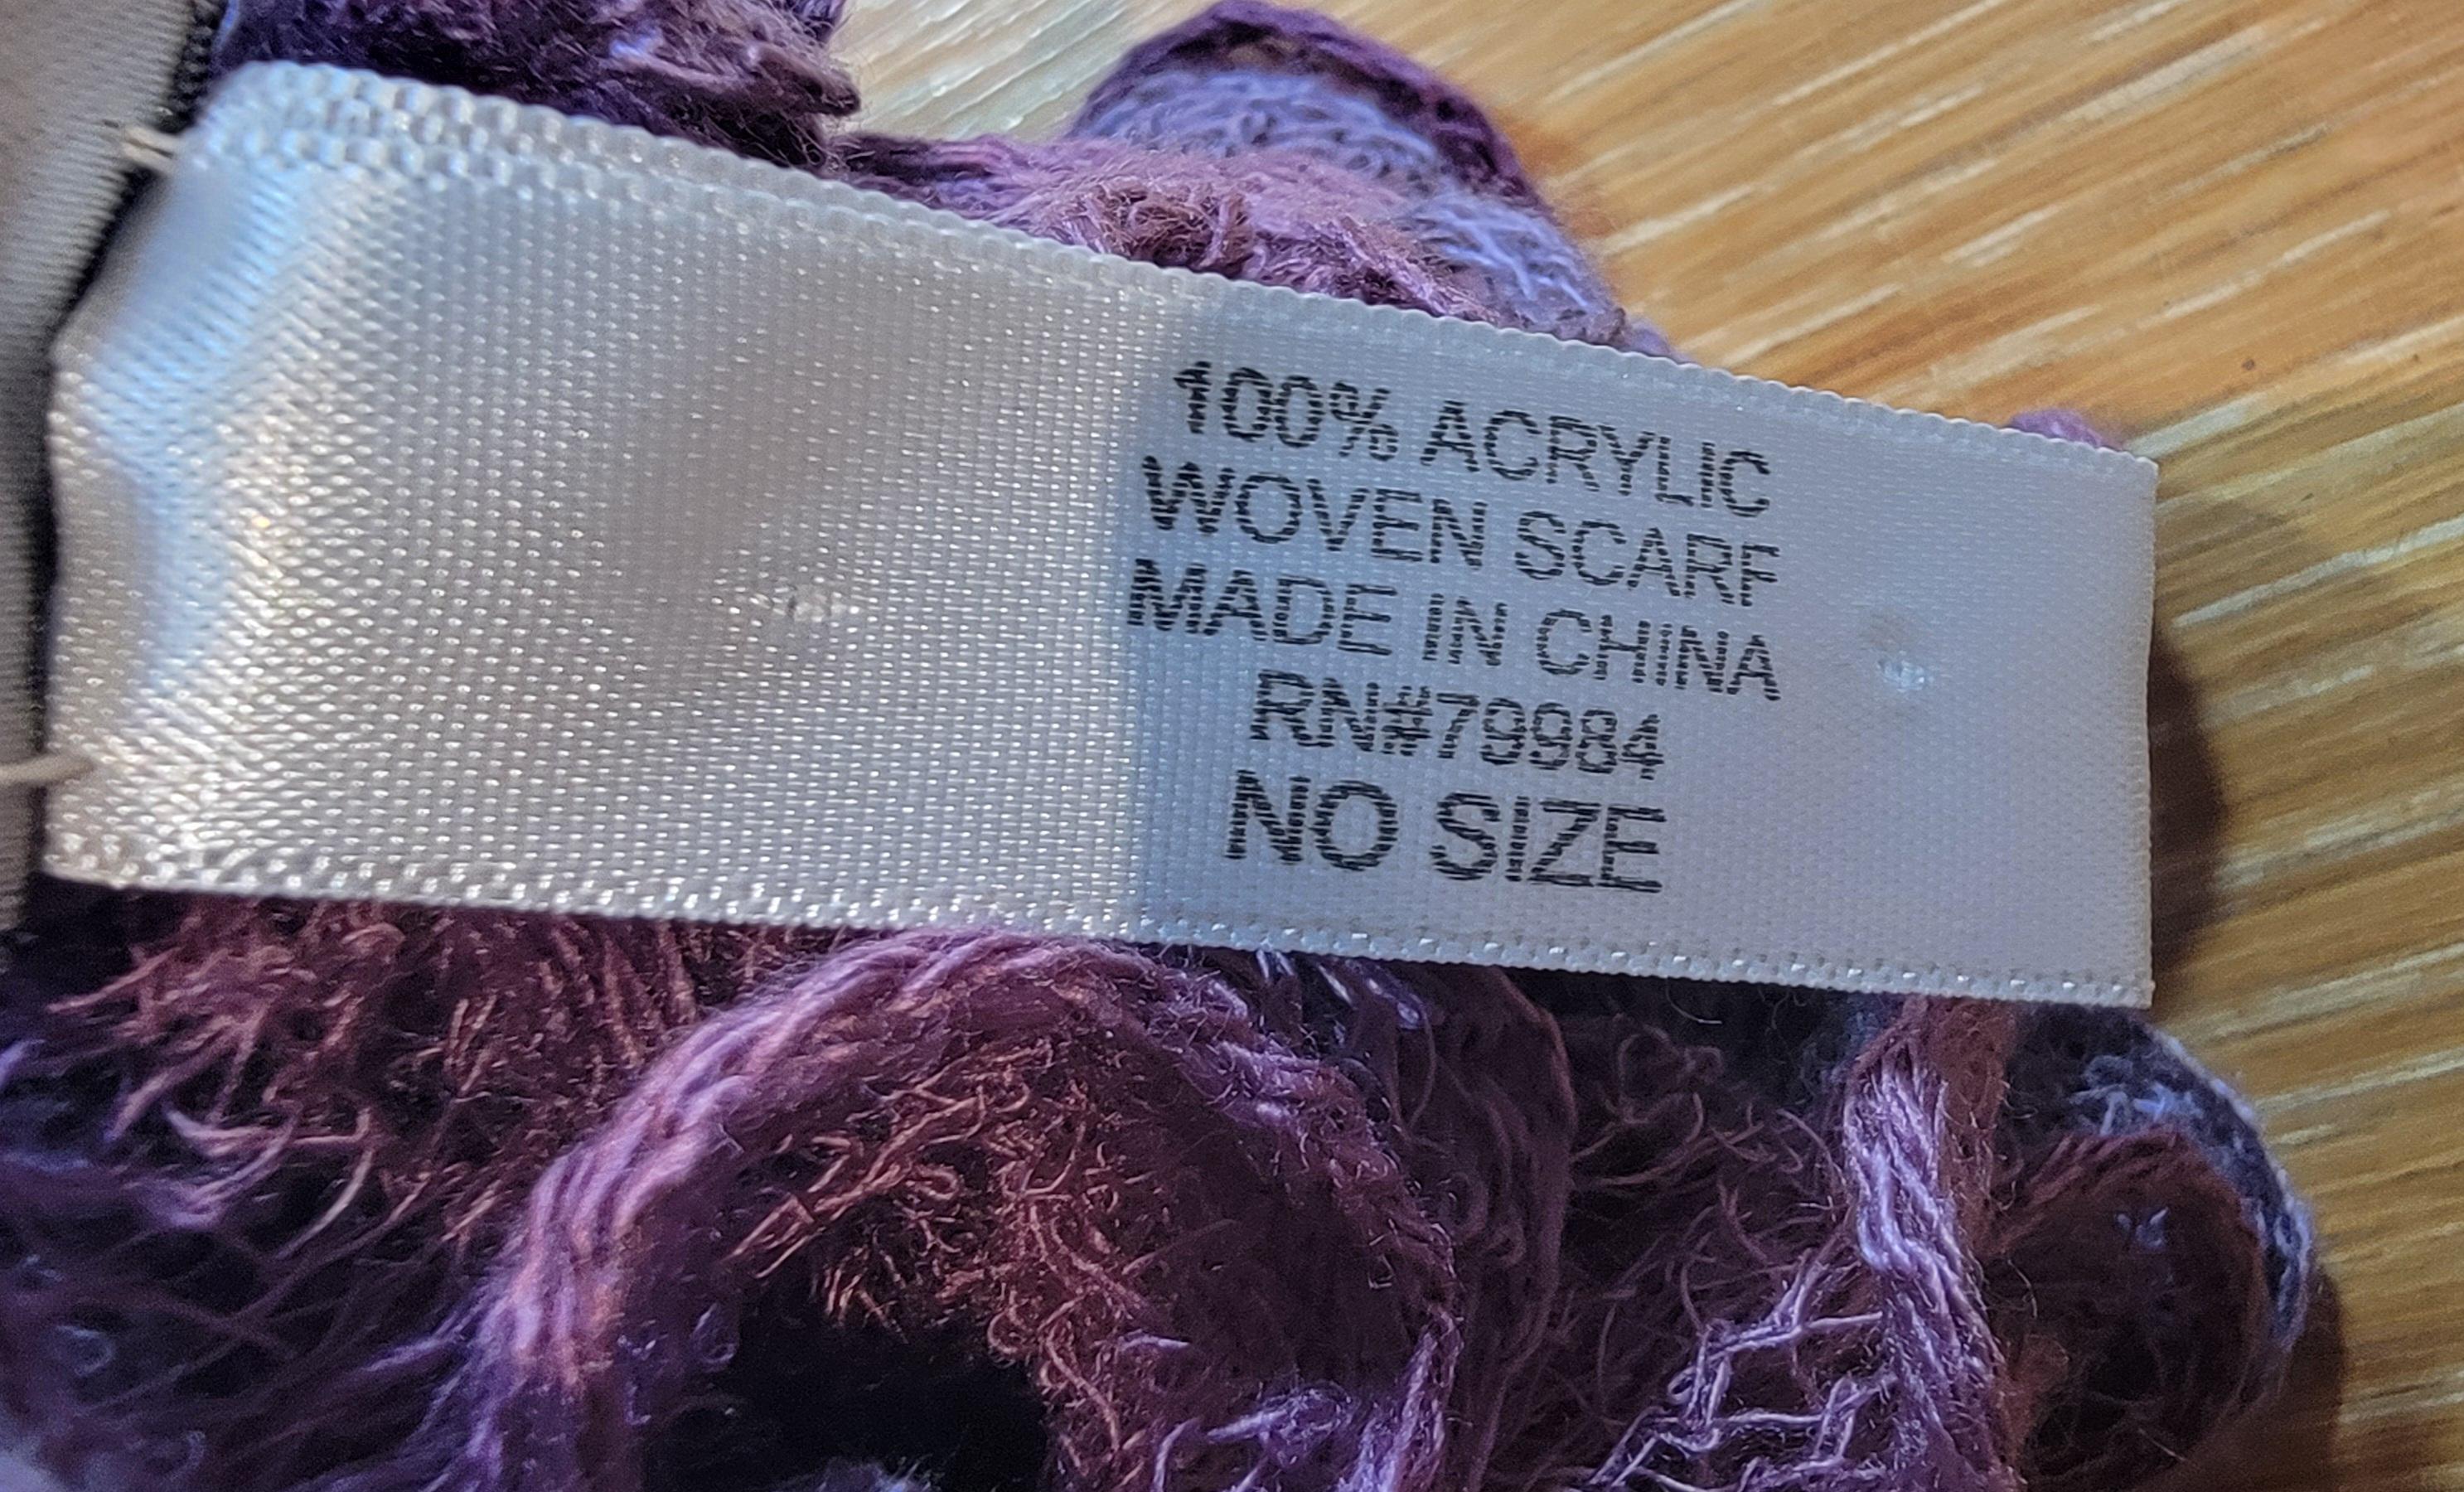 100% ACRYLIC
WOVEN SCARF
MADE IN CHINA
RN#79984
NO SIZE